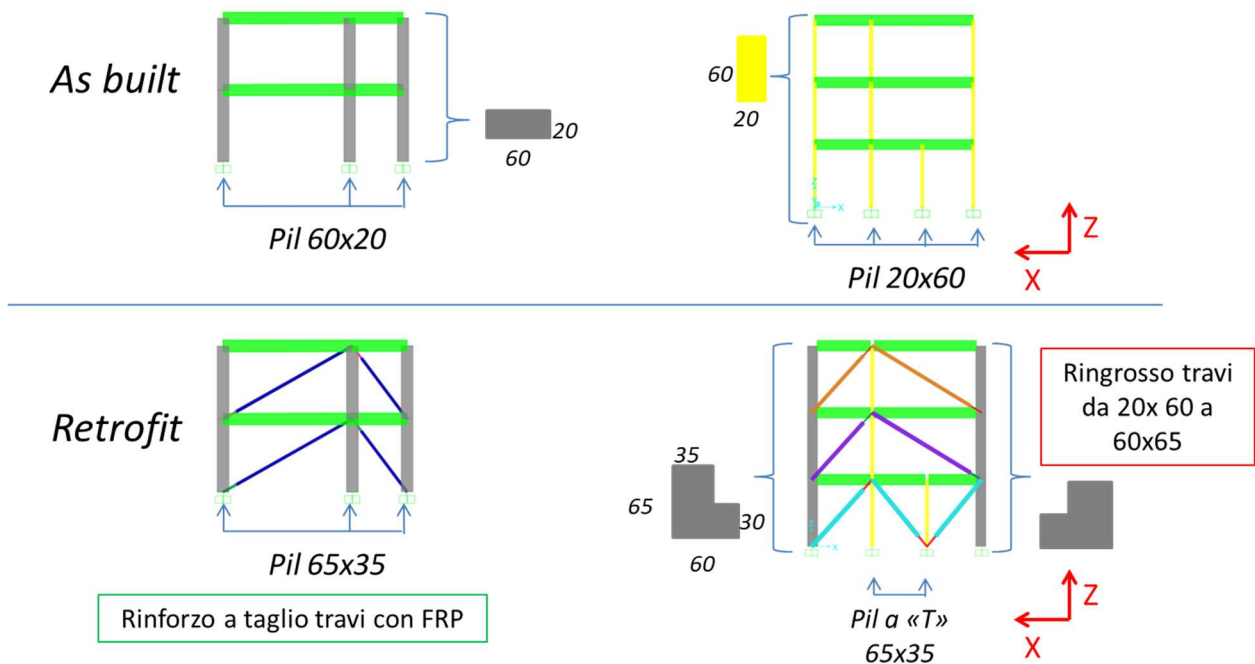 As built
20
60
Pil 60x20
60
20
Z
X
Pil 20x60
Z
X
Retrofit
Pil 65x35
Rinforzo a taglio travi con FRP
35
65
30
60
Z
X
Pil a «T»
65x35
Ringrosso travi
da 20x 60 a
60x65
Z
X